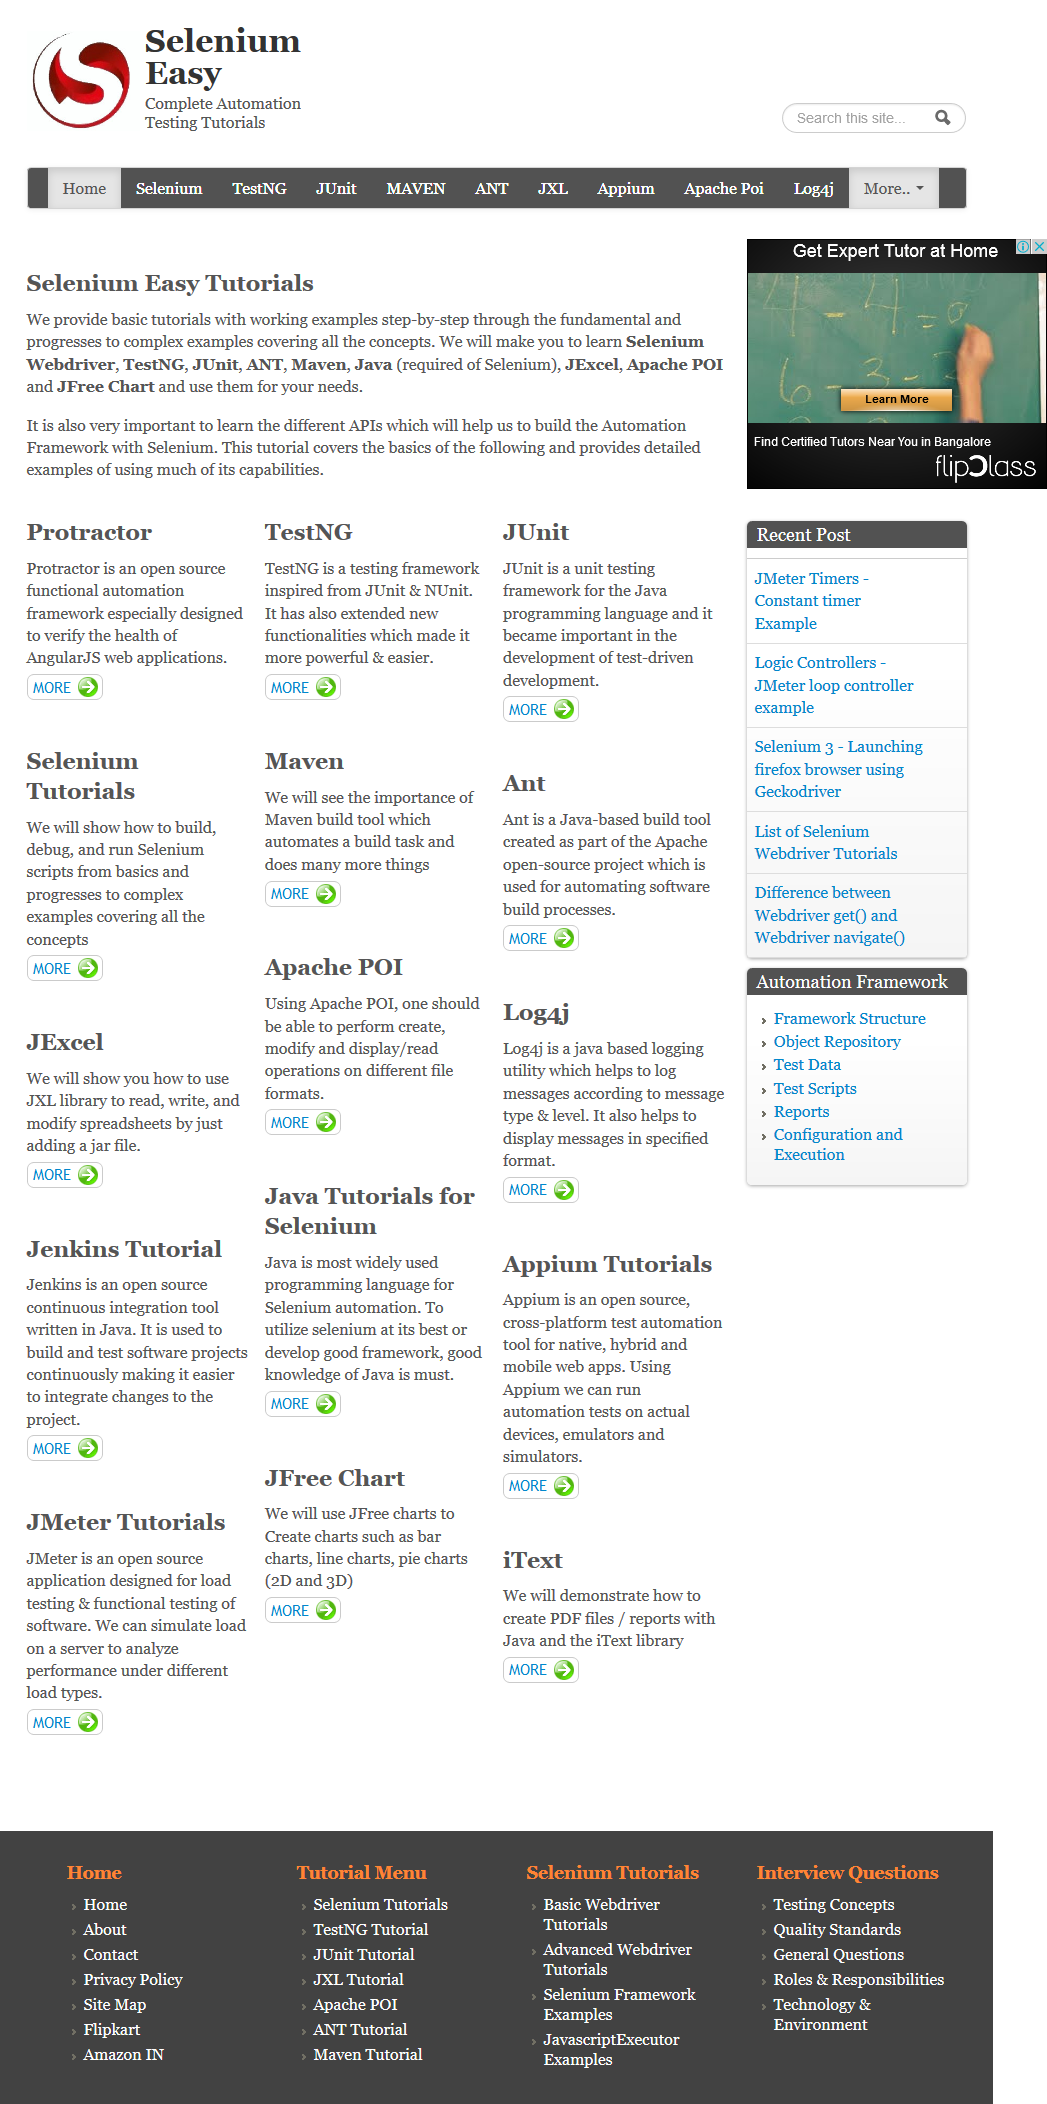 Selenium
Easy
Complete Automation
Testing Tutorials
Search this site...
Home Selenium TestNG JUnit MAVEN ANT JXL Appium Apache Poi Log4j More..
Selenium Easy Tutorials
We provide basic tutorials with working examples step-by-step through the fundamental and
progresses to complex examples covering all the concepts. We will make you to learn Selenium
Webdriver, TestNG, JUnit, ANT, Maven, Java (required of Selenium), JExcel, Apache POI
and JFree Chart and use them for your needs.
It is also very important to learn the different APIs which will help us to build the Automation
Framework with Selenium. This tutorial covers the basics of the following and provides detailed
examples of using much of its capabilities.
Get Expert Tutor at Home
4 - 4 = 0
6 - 3 = 3
Learn More
Find Certified Tutors Near You in Bangalore
flipClass
Protractor
Protractor is an open source
functional automation
framework especially designed
to verify the health of
AngularJS web applications.
MORE
Selenium
Tutorials
We will show how to build,
debug, and run Selenium
scripts from basics and
progresses to complex
examples covering all the
concepts
MORE
JExcel
We will show you how to use
JXL library to read, write, and
modify spreadsheets by just
adding a jar file.
MORE
Jenkins Tutorial
Jenkins is an open source
continuous integration tool
written in Java. It is used to
build and test software projects
continuously making it easier
to integrate changes to the
project.
MORE
JMeter Tutorials
JMeter is an open source
application designed for load
testing & functional testing of
software. We can simulate load
on a server to analyze
performance under different
load types.
MORE
TestNG
TestNG is a testing framework
inspired from JUnit & NUnit.
It has also extended new
functionalities which made it
more powerful & easier.
MORE
Maven
We will see the importance of
Maven build tool which
automates a build task and
does many more things
MORE
Apache POI
Using Apache POI, one should
be able to perform create,
modify and display/read
operations on different file
formats.
MORE
Java Tutorials for
Selenium
Java is most widely used
programming language for
Selenium automation. To
utilize selenium at its best or
develop good framework, good
knowledge of Java is must.
MORE
JFree Chart
We will use JFree charts to
Create charts such as bar
charts, line charts, pie charts
(2D and 3D)
MORE
JUnit
JUnit is a unit testing
framework for the Java
programming language and it
became important in the
development of test-driven
development.
MORE
Ant
Ant is a Java-based build tool
created as part of the Apache
open-source project which is
used for automating software
build processes.
MORE
Log4j
Log4j is a java based logging
utility which helps to log
messages according to message
type & level. It also helps to
display messages in specified
format.
MORE
Appium Tutorials
Appium is an open source,
cross-platform test automation
tool for native, hybrid and
mobile web apps. Using
Appium we can run
automation tests on actual
devices, emulators and
simulators.
MORE
iText
We will demonstrate how to
create PDF files / reports with
Java and the iText library
MORE
Recent Post
JMeter Timers -
Constant timer
Example
Logic Controllers -
JMeter loop controller
example
Selenium 3 - Launching
firefox browser using
Geckodriver
List of Selenium
Webdriver Tutorials
Difference between
Webdriver get() and
Webdriver navigate()
Automation Framework
Framework Structure
Object Repository
Test Data
Test Scripts
Reports
Configuration and
Execution
Home
Home
About
Contact
Privacy Policy
Site Map
Flipkart
Amazon IN
Tutorial Menu
Selenium Tutorials
TestNG Tutorial
JUnit Tutorial
JXL Tutorial
Apache POI
ANT Tutorial
Maven Tutorial
Selenium Tutorials
Basic Webdriver
Tutorials
Advanced Webdriver
Tutorials
Selenium Framework
Examples
JavascriptExecutor
Examples
Interview Questions
Testing Concepts
Quality Standards
General Questions
Roles & Responsibilities
Technology &
Environment